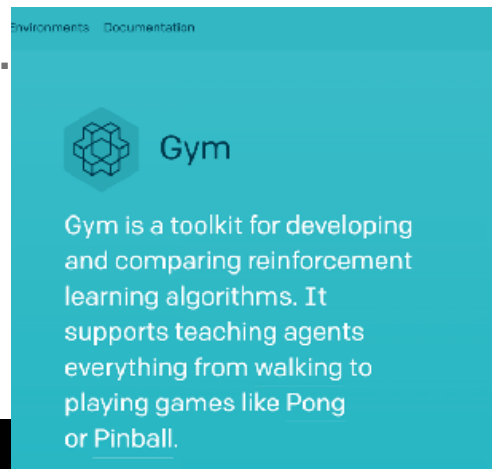 Environments Documentation
Gym
Gym is a toolkit for developing
and comparing reinforcement
learning algorithms. It
supports teaching agents
everything from walking to
playing games like Pong
or Pinball.